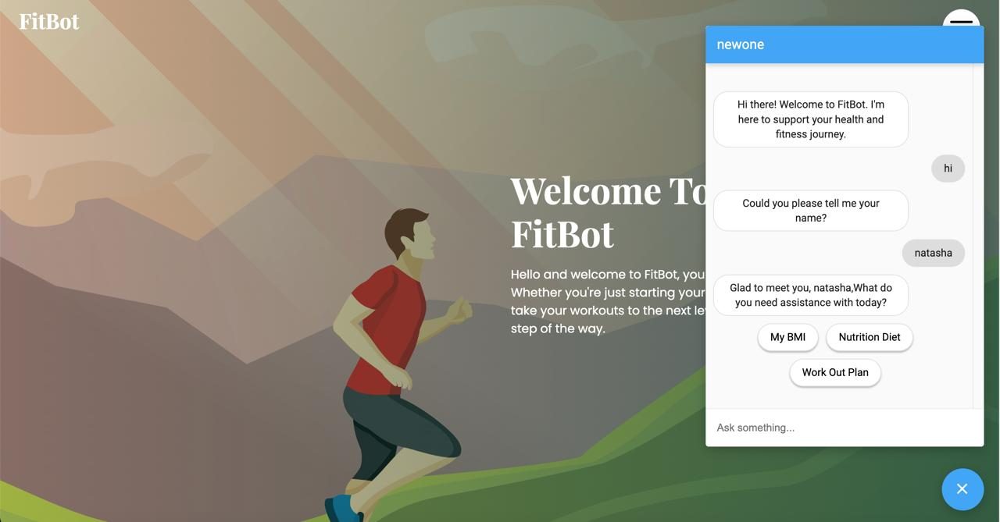 FitBot
Welcome To
FitBot
Hello and welcome to FitBot, you
Whether you're just starting your
take your workouts to the next
step of the way.
newone
Hi there! Welcome to FitBot. I'm
here to support your health and
fitness journey.
hi
Could you please tell me your
name?
natasha
Glad to meet you, natasha,What do
you need assistance with today?
My BMI
Nutrition Diet
Work Out Plan
Ask something...